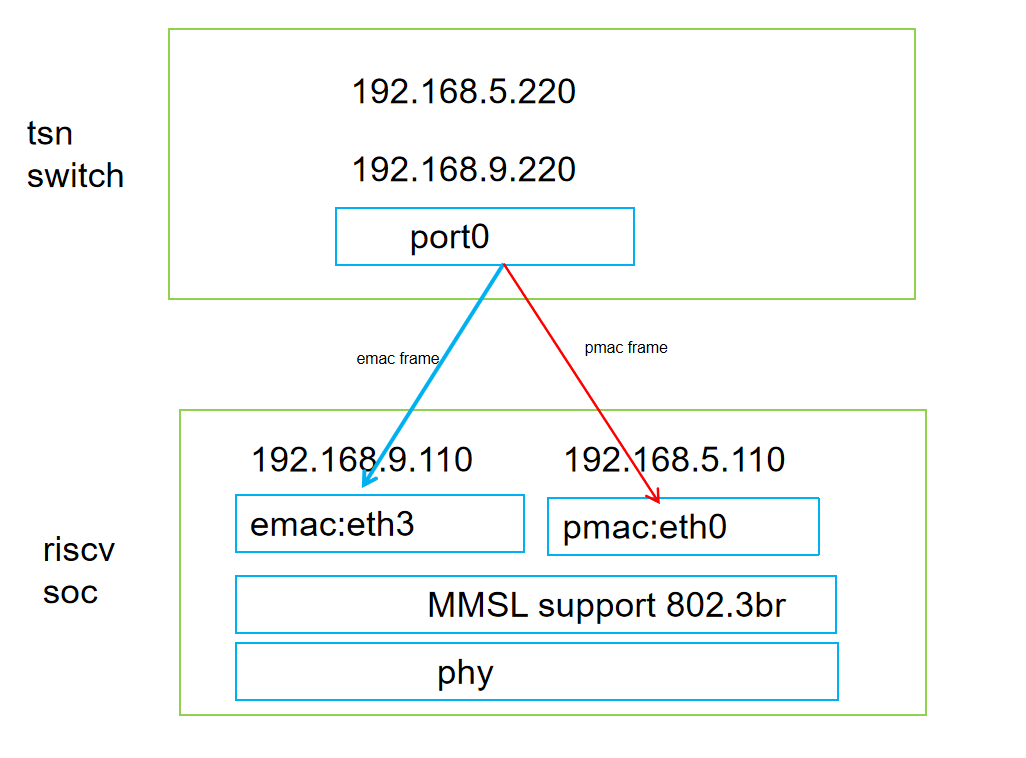 192.168.5.220
tsn
switch
192.168.9.220
port0
emac frame
pmac frame
192.168.9.110
192.168.5.110
emac:eth3
pmac:eth0
riscv
soc
MMSL support 802.3br
phy